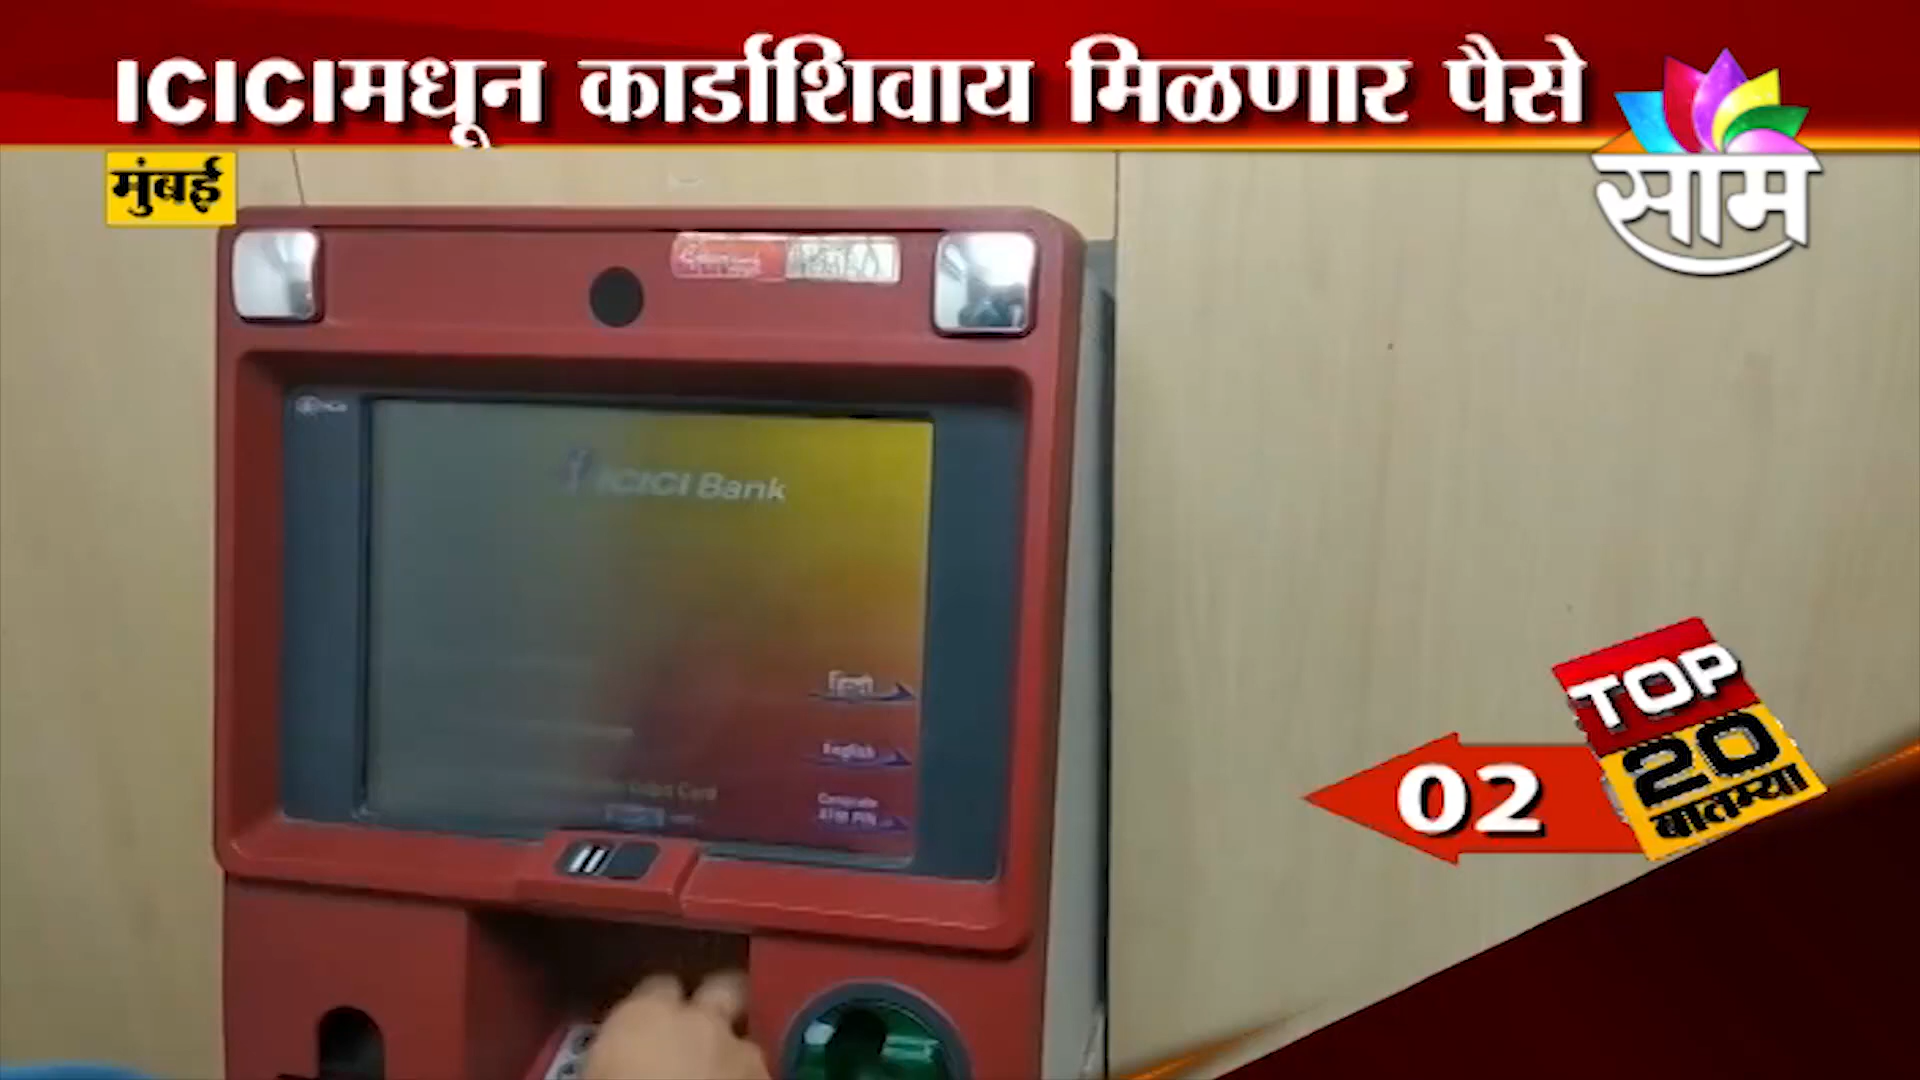 ICICIमधून कार्डाशिवाय मिळणार पैसे
मुंबई
साम
ICICI Bank
हिन्दी
English
TOP
20
बातम्या
02